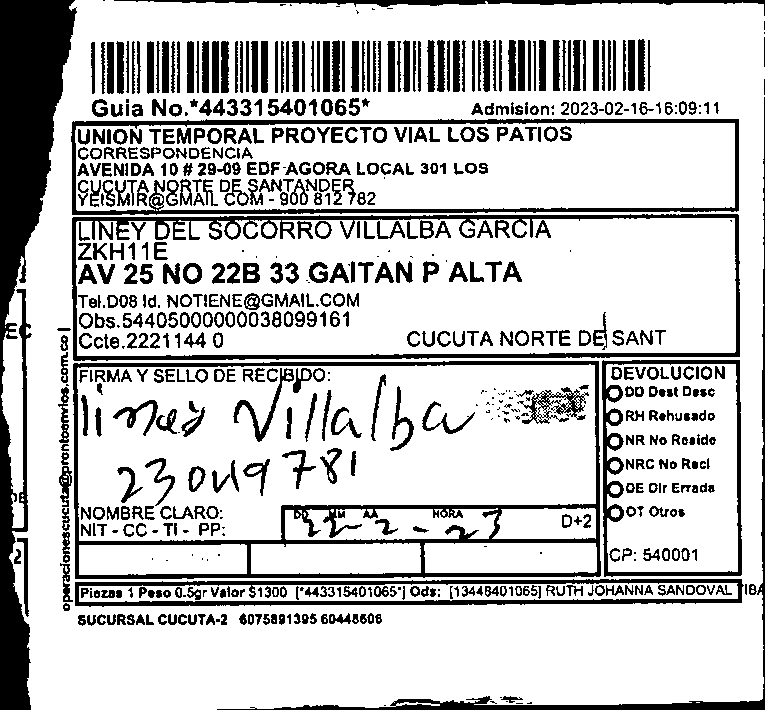 Guia No.*443315401065*
Admision: 2023-02-16-16:09:11
UNION TEMPORAL PROYECTO VIAL LOS PATIOS
CORRESPONDENCIA
AVENIDA 10 # 29-09 EDF AGORA LOCAL 301 LOS
CUCUTA NORTE DE SANTANDER
YEISMIR@GMAIL COM - 900 812 782
LINEY DEL SOCORRO VILLALBA GARCIA
ZKH11E
AV 25 NO 22B 33 GAITAN P ALTA
Tel.D08 Id. NOTIENE@GMAIL.COM
Obs.54405000000038099161
Ccte.2221144 0
CUCUTA NORTE DE SANT
operacionescucuta@prontoenvios.com.co
FIRMA Y SELLO DE RECIBIDO:
liney Villalba
NOMBRE CLARO:
NIT - CC - TI - PP:
DD MM AA HORA
22-2-23
D+2
DEVOLUCION
DD Dest Desc
RH Rehusado
NR No Reside
NRC No Recl
DE Dir Errada
OT Otros
CP: 540001
Piezas 1 Peso 0.5gr Valor $1300 [*443315401065*] Ods: [13448401065] RUTH JOHANNA SANDOVAL TIBA
SUCURSAL CUCUTA-2 6075891395 60448606